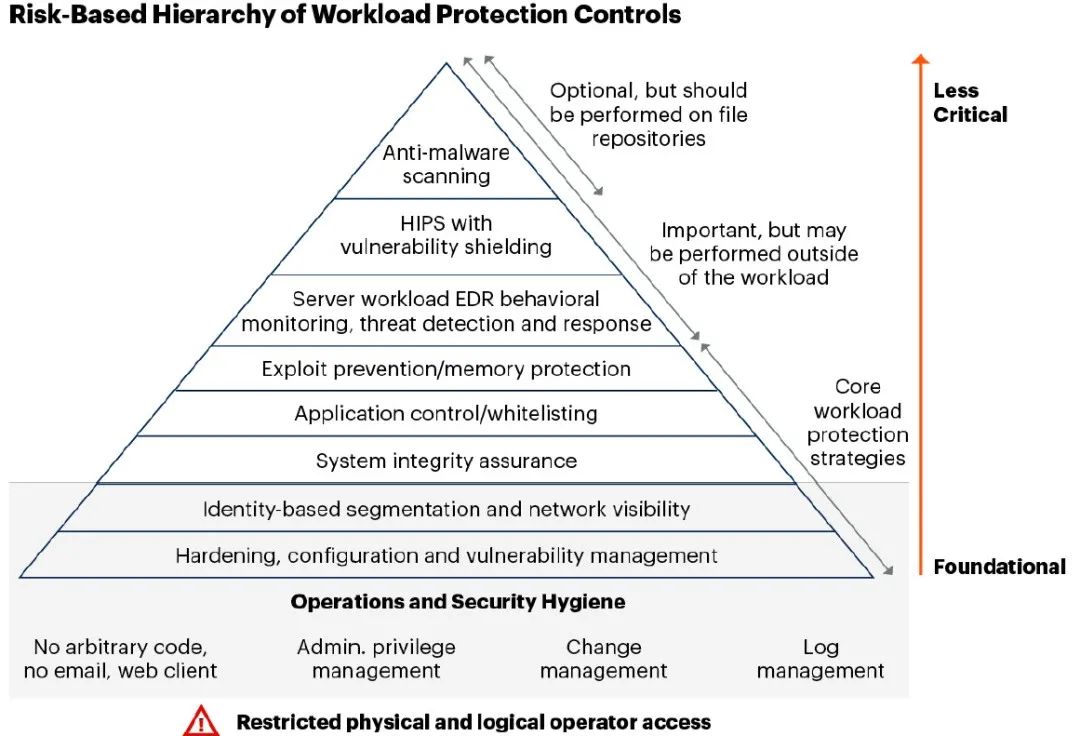 Risk-Based Hierarchy of Workload Protection Controls
Optional, but should
be performed on file
repositories
Less
Critical
Anti-malware
scanning
HIPS with
vulnerability shielding
Important, but may
be performed outside
of the workload
Server workload EDR behavioral
monitoring, threat detection and response
Exploit prevention/memory protection
Application control/whitelisting
System integrity assurance
Core
workload
protection
strategies
Identity-based segmentation and network visibility
Hardening, configuration and vulnerability management
Foundational
Operations and Security Hygiene
No arbitrary code,
no email, web client
Admin. privilege
management
Change
management
Log
management
Restricted physical and logical operator access